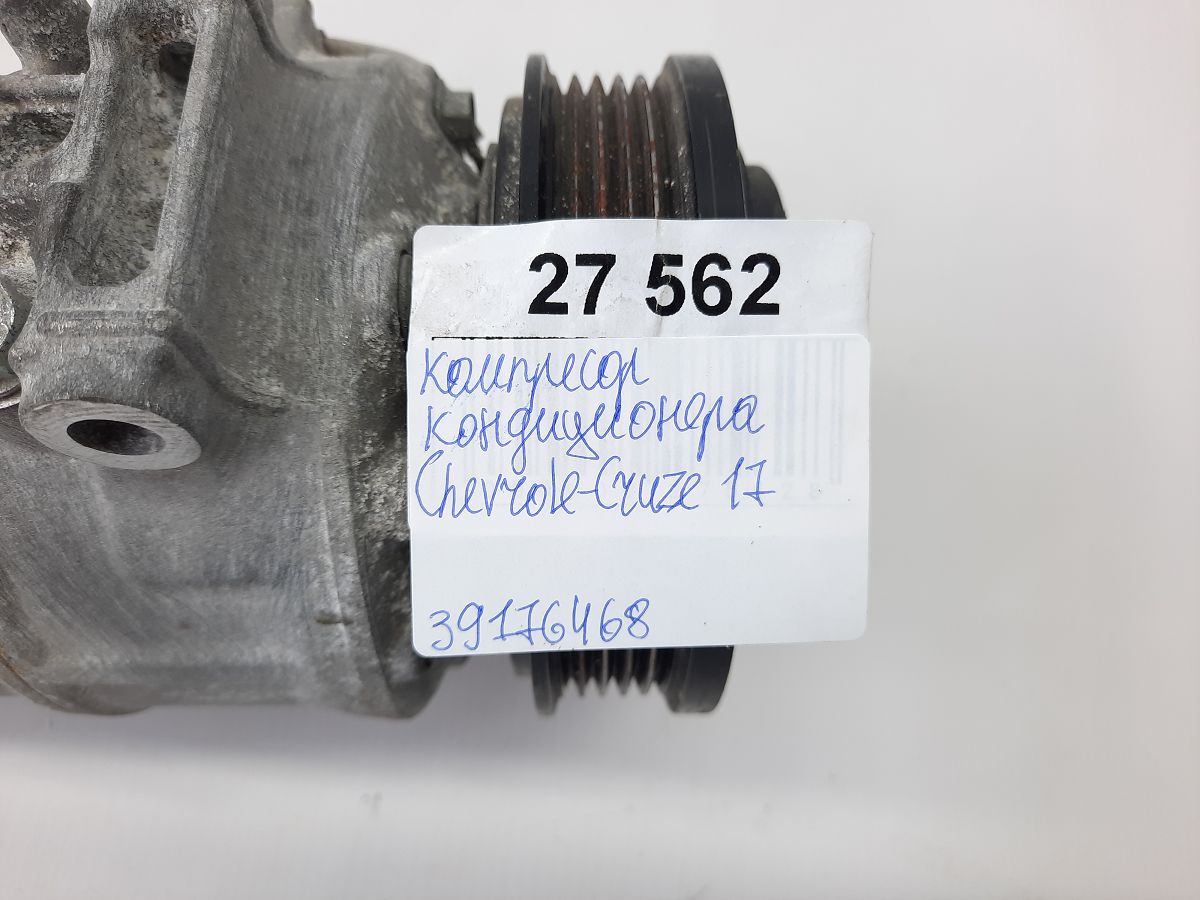 27 562
компресор
кондиционера
Chevrole-Cruze 17
39176468